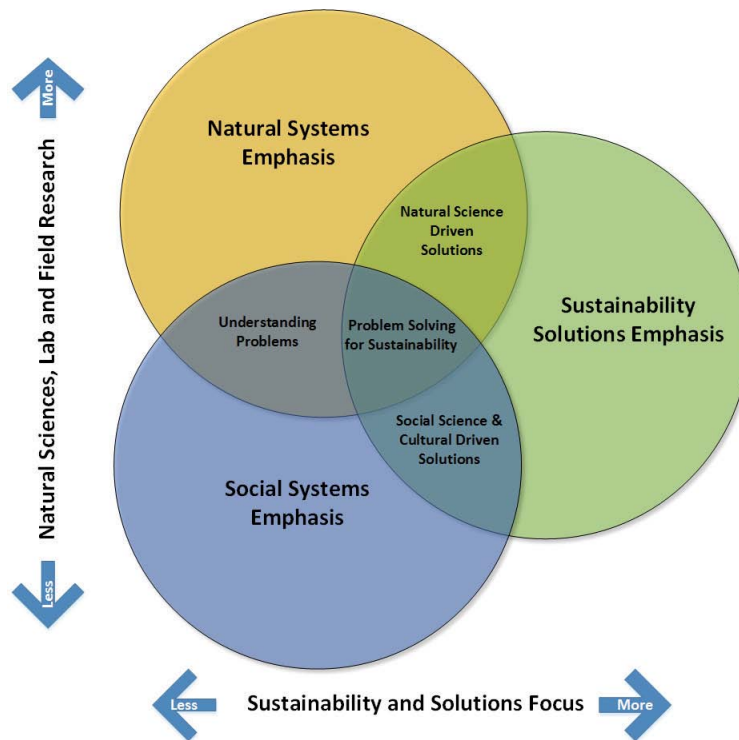 More
Natural Sciences, Lab and Field Research
Less
Natural Systems
Emphasis
Natural Science
Driven
Solutions
Sustainability
Solutions Emphasis
Understanding
Problems
Problem Solving
for Sustainability
Social Science &
Cultural Driven
Solutions
Social Systems
Emphasis
Less
Sustainability and Solutions Focus
More